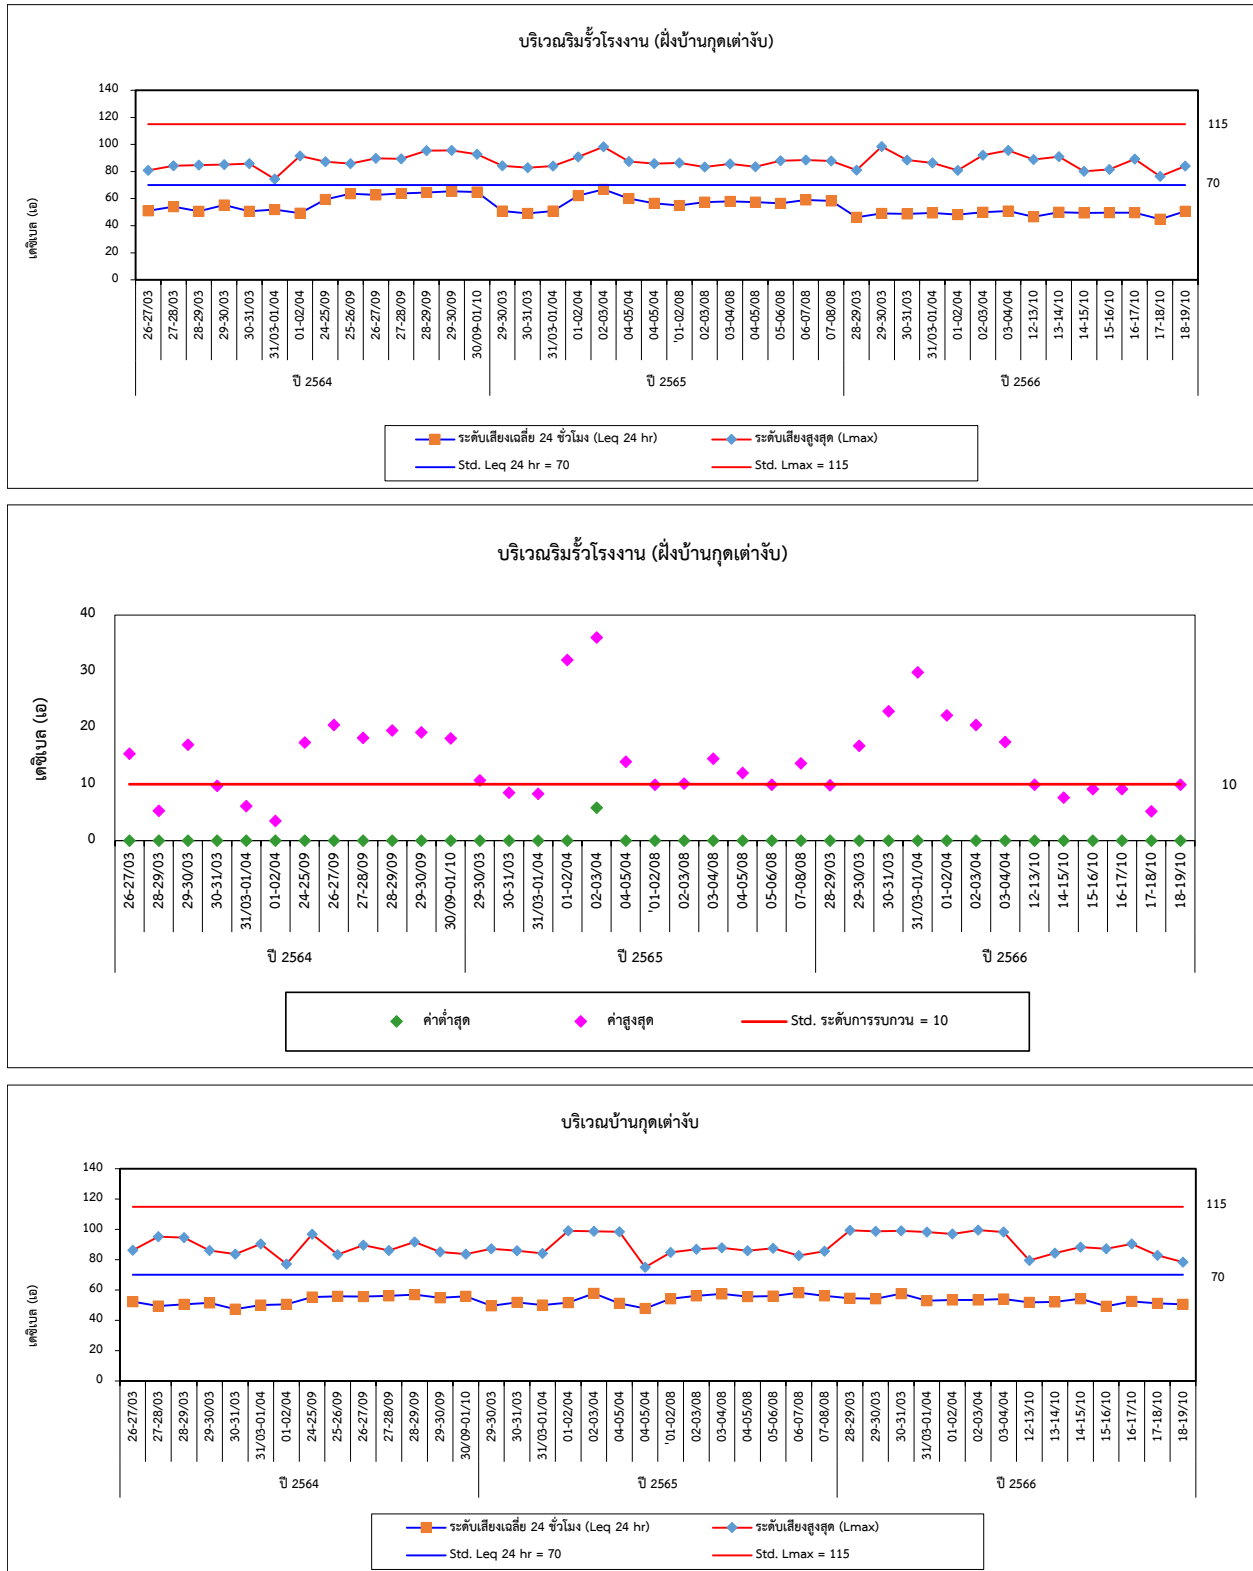 บริเวณริมรั้วโรงงาน (ฝั่งบ้านกุดเต่างับ)
140
120
100
80
60
40
20
0
เดซิเบล (เอ)
115
70
26-27/03 27-28/03 28-29/03 29-30/03 30-31/03 31/03-01/04 01-02/04 24-25/09 25-26/09 26-27/09 27-28/09 28-29/09 29-30/09 30/09-01/10 29-30/03 30-31/03 31/03-01/04 01-02/04 02-03/04 04-05/04 04-05/04 '01-02/08 02-03/08 03-04/08 04-05/08 05-06/08 06-07/08 07-08/08 28-29/03 29-30/03 30-31/03 31/03-01/04 01-02/04 02-03/04 03-04/04 12-13/10 13-14/10 14-15/10 15-16/10 16-17/10 17-18/10 18-19/10
ปี 2564 ปี 2565 ปี 2566
ระดับเสียงเฉลี่ย 24 ชั่วโมง (Leq 24 hr) ระดับเสียงสูงสุด (Lmax)
Std. Leq 24 hr = 70 Std. Lmax = 115
บริเวณริมรั้วโรงงาน (ฝั่งบ้านกุดเต่างับ)
40
30
20
10
0
เดซิเบล (เอ)
10
26-27/03 28-29/03 29-30/03 30-31/03 31/03-01/04 01-02/04 24-25/09 26-27/09 27-28/09 28-29/09 29-30/09 30/09-01/10 29-30/03 30-31/03 31/03-01/04 01-02/04 02-03/04 04-05/04 '01-02/08 02-03/08 03-04/08 04-05/08 05-06/08 07-08/08 28-29/03 29-30/03 30-31/03 31/03-01/04 01-02/04 02-03/04 03-04/04 12-13/10 14-15/10 15-16/10 16-17/10 17-18/10 18-19/10
ปี 2564 ปี 2565 ปี 2566
ค่าต่ำสุด ค่าสูงสุด Std. ระดับการรบกวน = 10
บริเวณบ้านกุดเต่างับ
140
120
100
80
60
40
20
0
เดซิเบล (เอ)
115
70
26-27/03 27-28/03 28-29/03 29-30/03 30-31/03 31/03-01/04 01-02/04 24-25/09 25-26/09 26-27/09 27-28/09 28-29/09 29-30/09 30/09-01/10 29-30/03 30-31/03 31/03-01/04 01-02/04 02-03/04 04-05/04 04-05/04 '01-02/08 02-03/08 03-04/08 04-05/08 05-06/08 06-07/08 07-08/08 28-29/03 29-30/03 30-31/03 31/03-01/04 01-02/04 02-03/04 03-04/04 12-13/10 13-14/10 14-15/10 15-16/10 16-17/10 17-18/10 18-19/10
ปี 2564 ปี 2565 ปี 2566
ระดับเสียงเฉลี่ย 24 ชั่วโมง (Leq 24 hr) ระดับเสียงสูงสุด (Lmax)
Std. Leq 24 hr = 70 Std. Lmax = 115